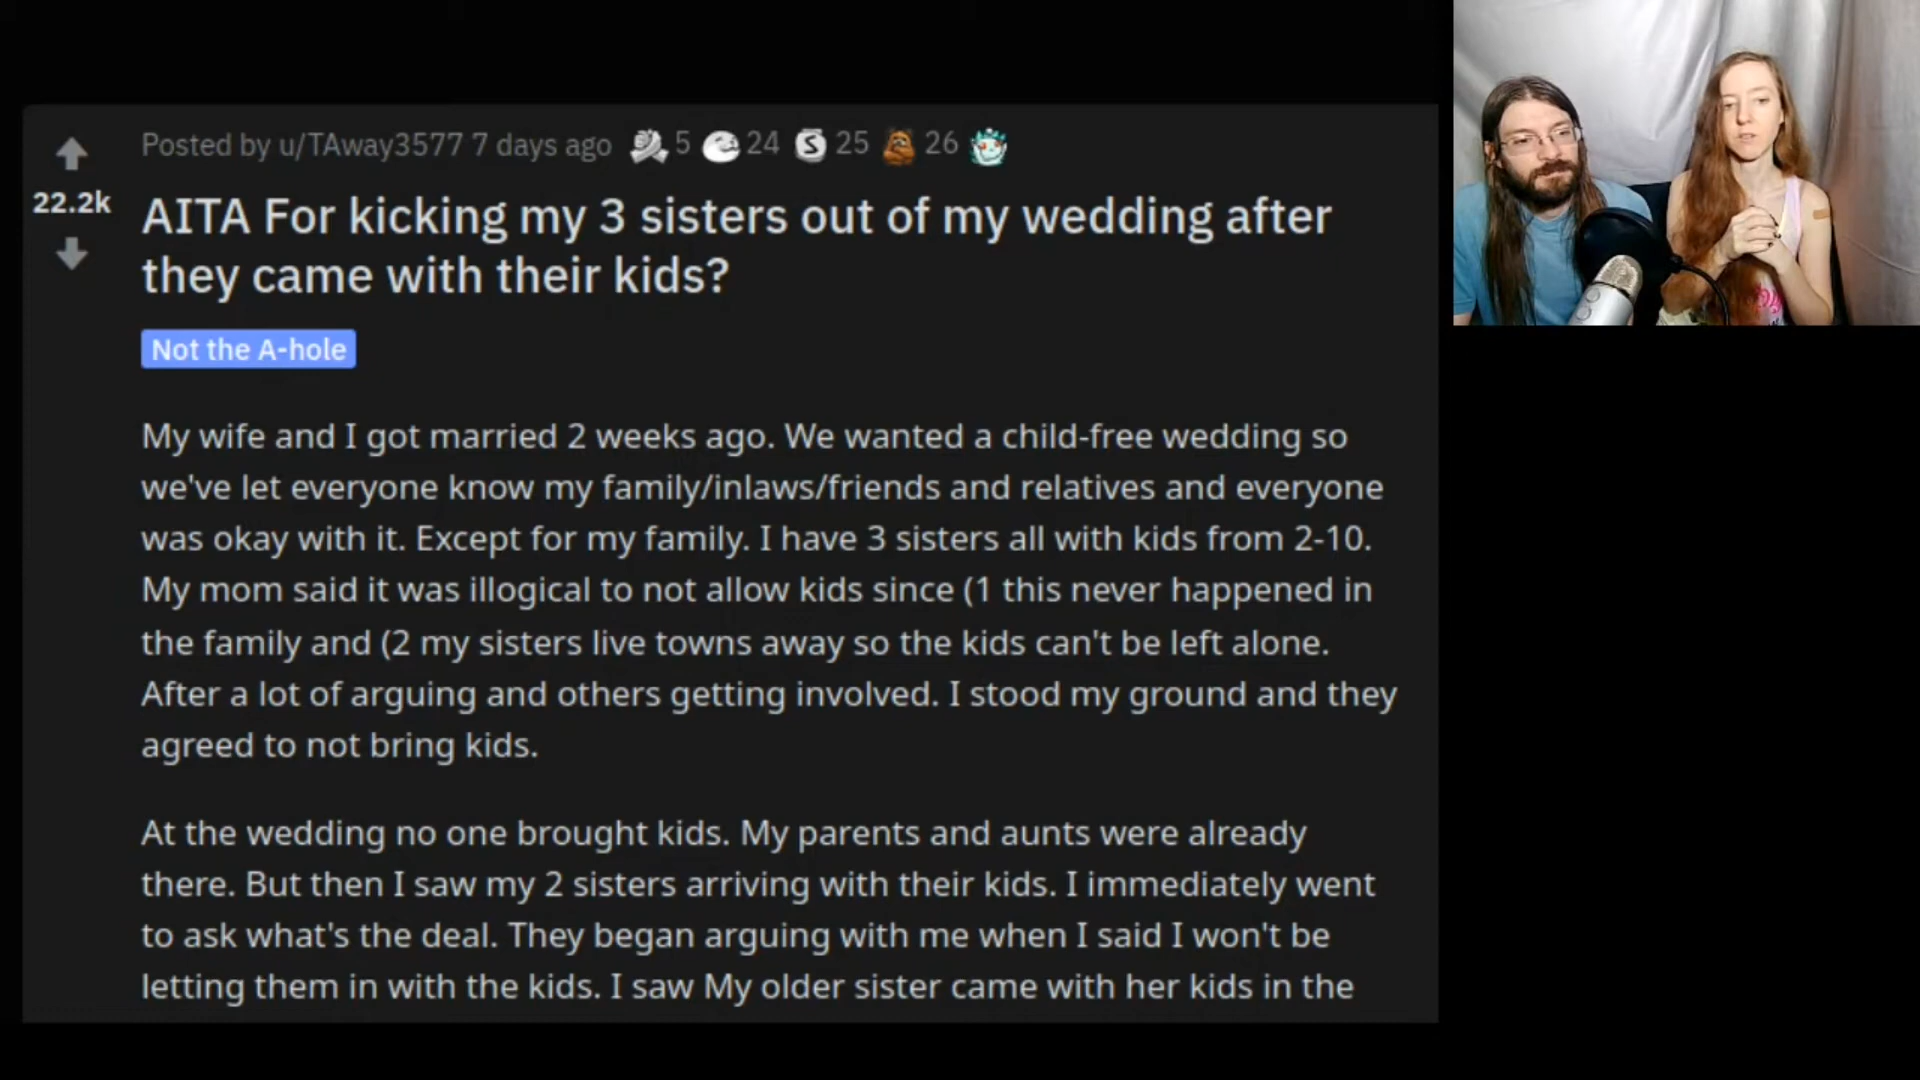 Posted by u/TAway3577 7 days ago 5 24 S 25 26
22.2k
AITA For kicking my 3 sisters out of my wedding after
they came with their kids?
Not the A-hole
My wife and I got married 2 weeks ago. We wanted a child-free wedding so
we've let everyone know my family/inlaws/friends and relatives and everyone
was okay with it. Except for my family. I have 3 sisters all with kids from 2-10.
My mom said it was illogical to not allow kids since (1 this never happened in
the family and (2 my sisters live towns away so the kids can't be left alone.
After a lot of arguing and others getting involved. I stood my ground and they
agreed to not bring kids.
At the wedding no one brought kids. My parents and aunts were already
there. But then I saw my 2 sisters arriving with their kids. I immediately went
to ask what's the deal. They began arguing with me when I said I won't be
letting them in with the kids. I saw My older sister came with her kids in the